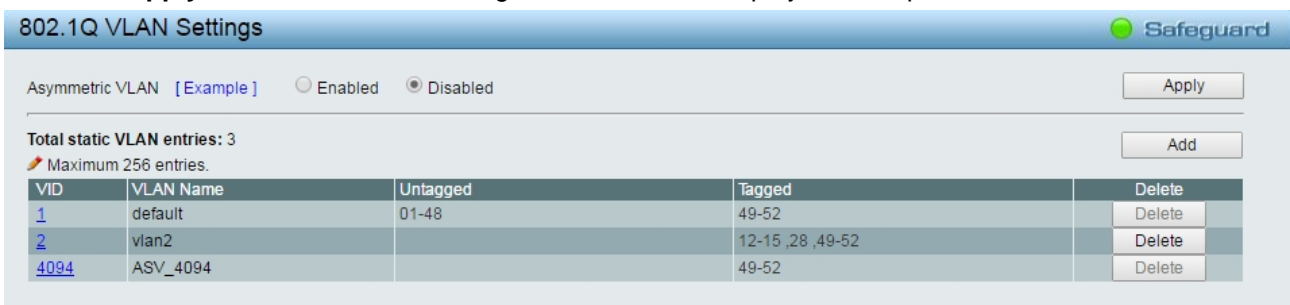 Apply
802.1Q VLAN Settings Safeguard
Asymmetric VLAN [ Example ] Enabled Disabled Apply
Total static VLAN entries: 3 Add
Maximum 256 entries.
VID VLAN Name Untagged Tagged Delete
1 default 01-48 49-52 Delete
2 vlan2 12-15 ,28 ,49-52 Delete
4094 ASV_4094 49-52 Delete